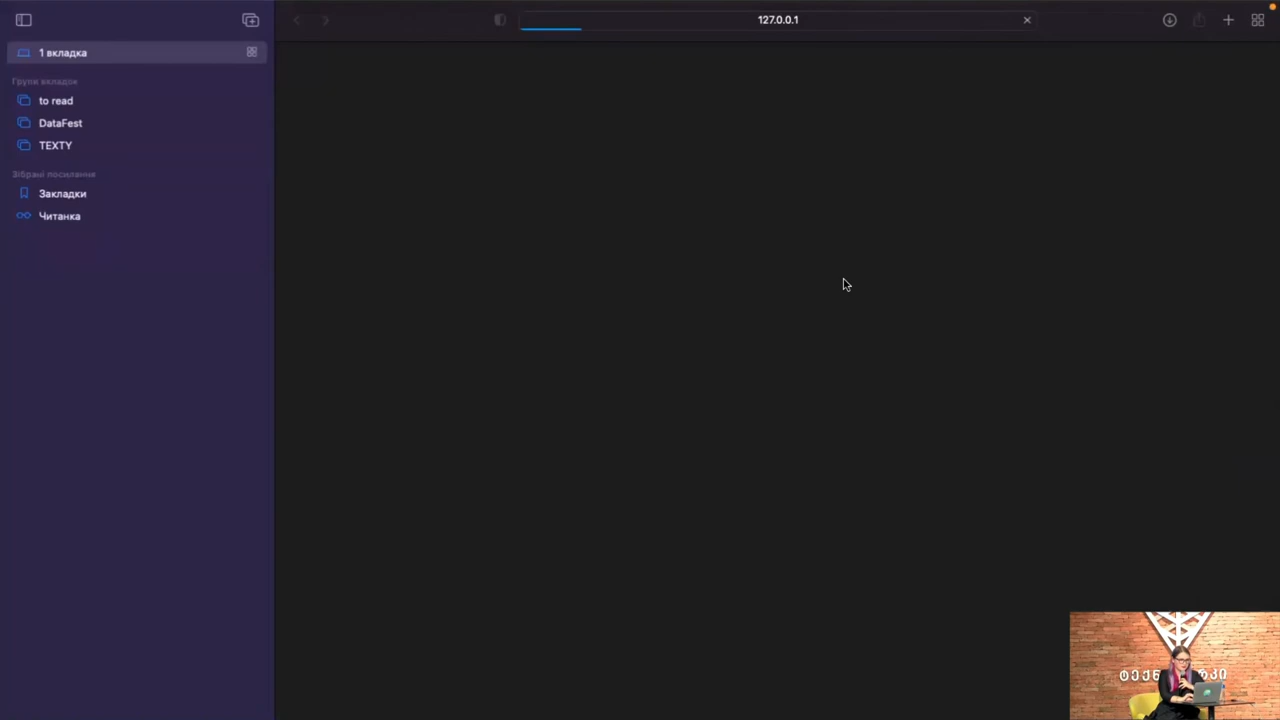 127.0.0.1
1 вкладка
Групи вкладок
to read
DataFest
TEXTY
Зібрані посилання
Закладки
Читанка